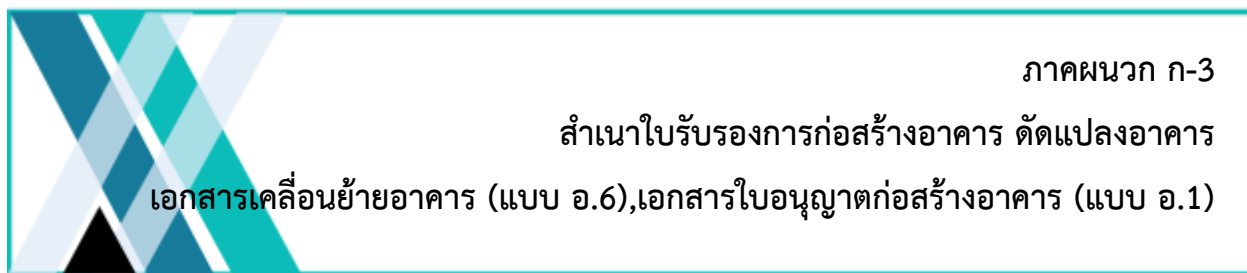 ภาคผนวก ก-3
สำเนาใบรับรองการก่อสร้างอาคาร ดัดแปลงอาคาร
เอกสารเคลื่อนย้ายอาคาร (แบบ อ.6),เอกสารใบอนุญาตก่อสร้างอาคาร (แบบ อ.1)